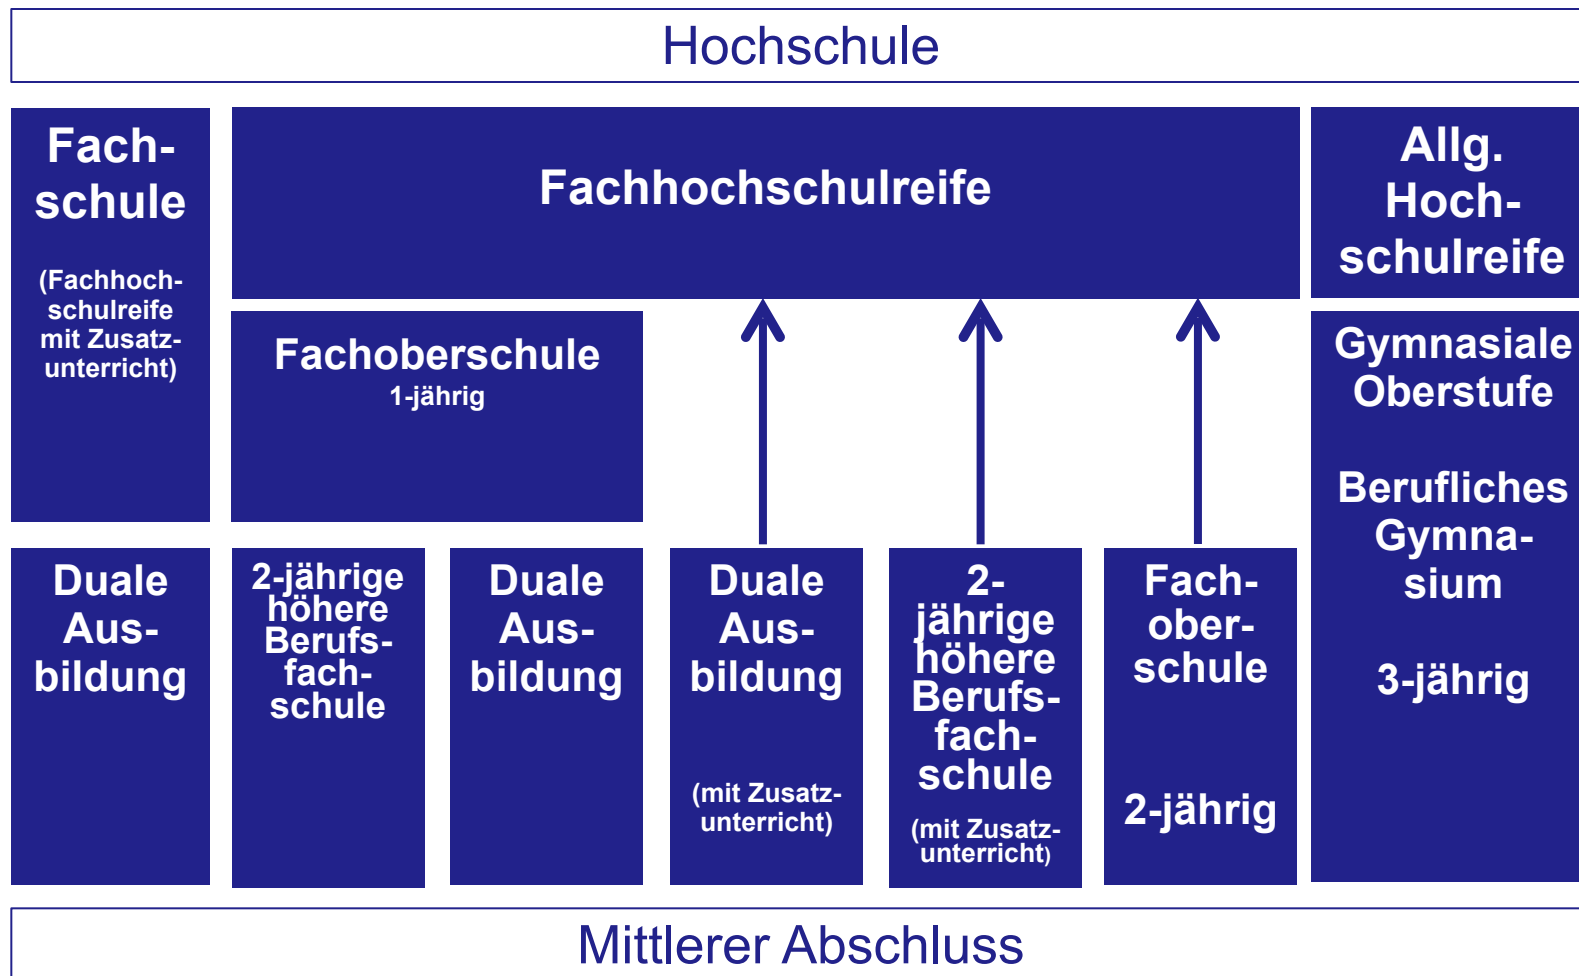 Hochschule
Fach-
schule
(Fachhoch-
schulreife
mit Zusatz-
unterricht)
Fachhochschulreife
Allg.
Hoch-
schulreife
Fachoberschule
1-jährig
Gymnasiale
Oberstufe
Berufliches
Gymna-
sium
3-jährig
Duale
Aus-
bildung
2-jährige
höhere
Berufs-
fach-
schule
Duale
Aus-
bildung
Duale
Aus-
bildung
(mit Zusatz-
unterricht)
2-
jährige
höhere
Berufs-
fach-
schule
(mit Zusatz-
unterricht)
Fach-
ober-
schule
2-jährig
Mittlerer Abschluss